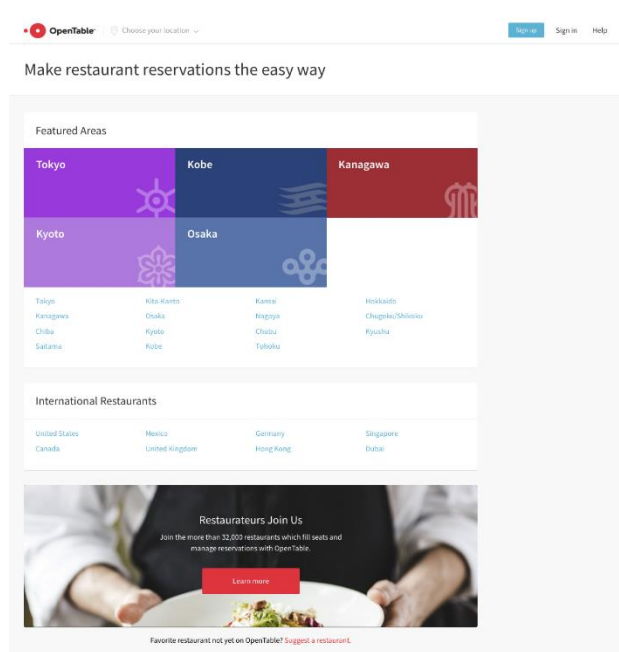 OpenTable
Choose your location
Sign up
Sign in
Help
Make restaurant reservations the easy way
Featured Areas
Tokyo
Kobe
Kanagawa
Kyoto
Osaka
Tokyo
Kita-Kanto
Kansai
Hokkaido
Kanagawa
Osaka
Nagoya
Chugoku/Shikoku
Chiba
Kyoto
Chubu
Kyushu
Saitama
Kobe
Tohoku
International Restaurants
United States
Mexico
Germany
Singapore
Canada
United Kingdom
Hong Kong
Dubai
Restaurateurs Join Us
Join the more than 32,000 restaurants which fill seats and
manage reservations with OpenTable.
Learn more
Favorite restaurant not yet on OpenTable? Suggest a restaurant.